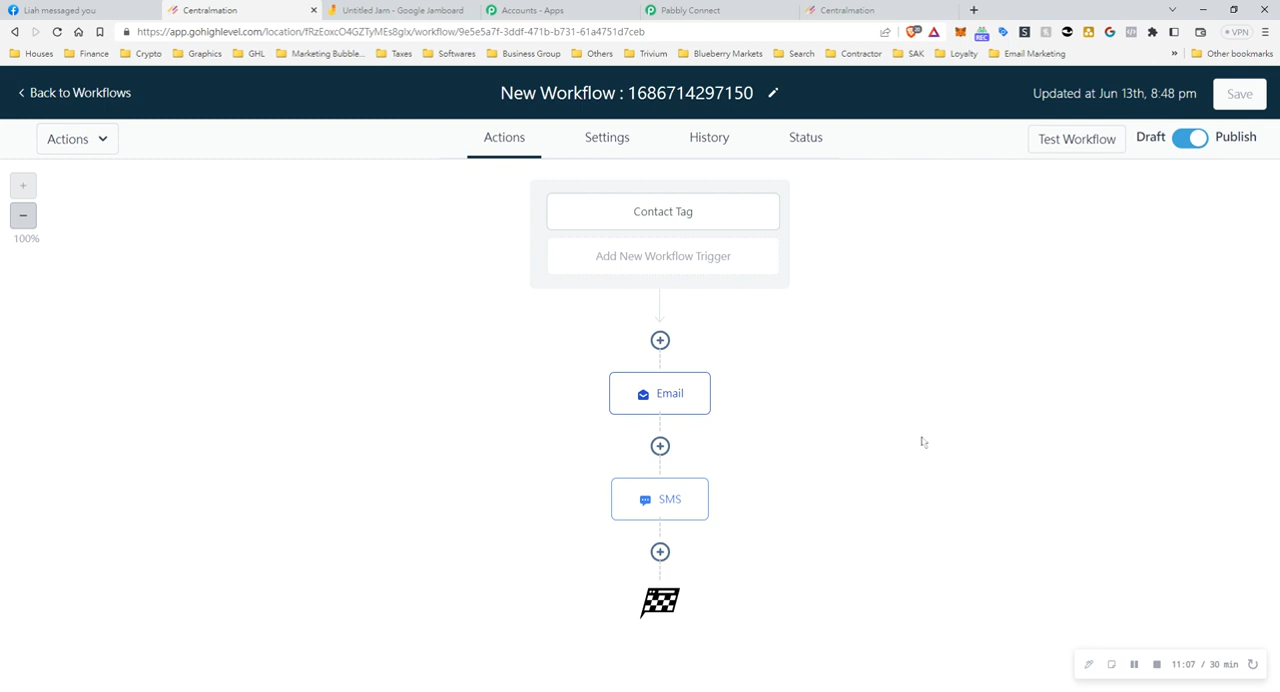 Liah messaged you
Centralmation
Untitled Jam - Google Jamboard
Accounts - Apps
Pabbly Connect
Centralmation
https://app.gohighlevel.com/location/fRzEoxcO4GZTyMEs8glx/workflow/9e5e5a7f-3ddf-471b-b731-61a4751d7ceb
REC
VPN
Houses
Finance
Crypto
Graphics
GHL
Marketing Bubble...
Taxes
Softwares
Business Group
Others
Trivium
Blueberry Markets
Search
Contractor
SAK
Loyalty
Email Marketing
Other bookmarks
Back to Workflows
New Workflow : 1686714297150
Updated at Jun 13th, 8:48 pm
Save
Actions
Actions
Settings
History
Status
Test Workflow
Draft
Publish
100%
Contact Tag
Add New Workflow Trigger
Email
SMS
11:07 / 30 min